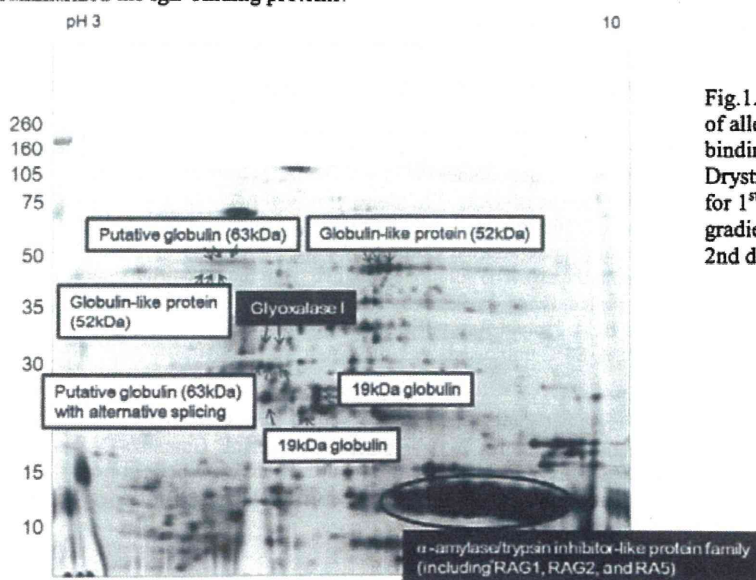 pH 3
10
Fig.1.
of alle
bindin
Dryst
for 1st
gradie
2nd d
260
160
105
75
50
35
30
15
10
Putative globulin (63kDa)
Globulin-like protein (52kDa)
Globulin-like protein
(52kDa)
Glyoxalase I
Putative globulin (63kDa)
with alternative splicing
19kDa globulin
19kDa globulin
α-amylase/trypsin inhibitor-like protein family
(including RAG1, RAG2, and RA5)